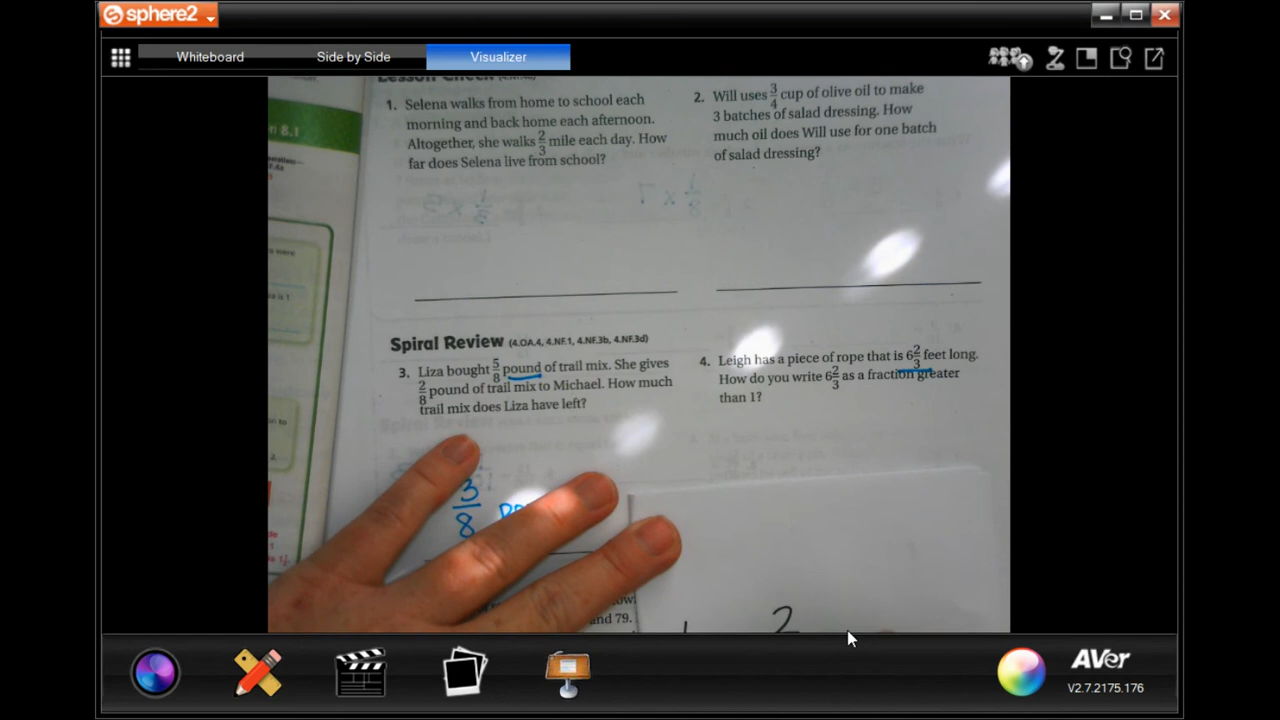 sphere2
Whiteboard
Side by Side
Visualizer
Lesson Check
1. Selena walks from home to school each
morning and back home each afternoon.
Altogether, she walks 2/3 mile each day. How
far does Selena live from school?
2. Will uses 3/4 cup of olive oil to make
3 batches of salad dressing. How
much oil does Will use for one batch
of salad dressing?
n 8.1
Spiral Review (4.OA.4, 4.NF.1, 4.NF.3b, 4.NF.3d)
3. Liza bought 5/8 pound of trail mix. She gives
2/8 pound of trail mix to Michael. How much
trail mix does Liza have left?
4. Leigh has a piece of rope that is 6 2/3 feet long.
How do you write 6 2/3 as a fraction greater
than 1?
3/8
and 79.
2
AVer
V2.7.2175.176